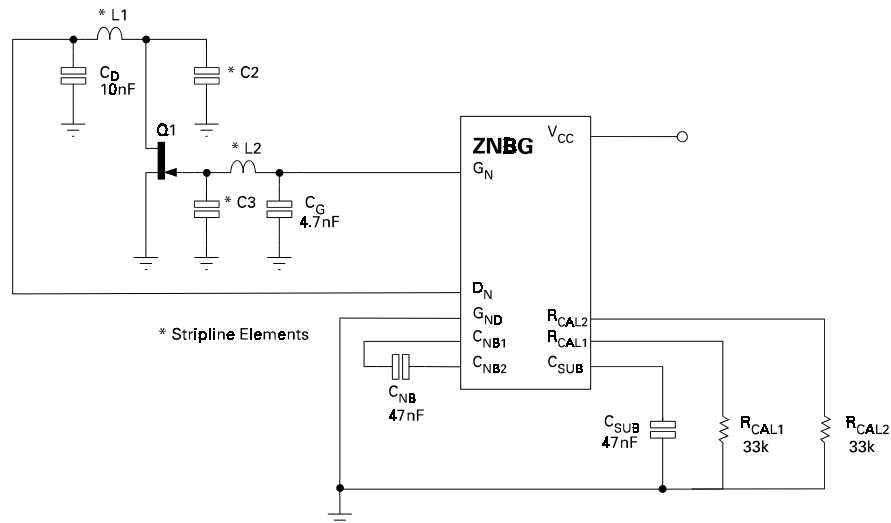 * L1
C_D
10nF
* C2
Q1
* L2
* C3
C_G
4.7nF
ZNBG
V_CC
G_N
D_N
G_ND
C_NB1
C_NB2
R_CAL2
R_CAL1
C_SUB
* Stripline Elements
C_NB
47nF
C_SUB
47nF
R_CAL1
33k
R_CAL2
33k